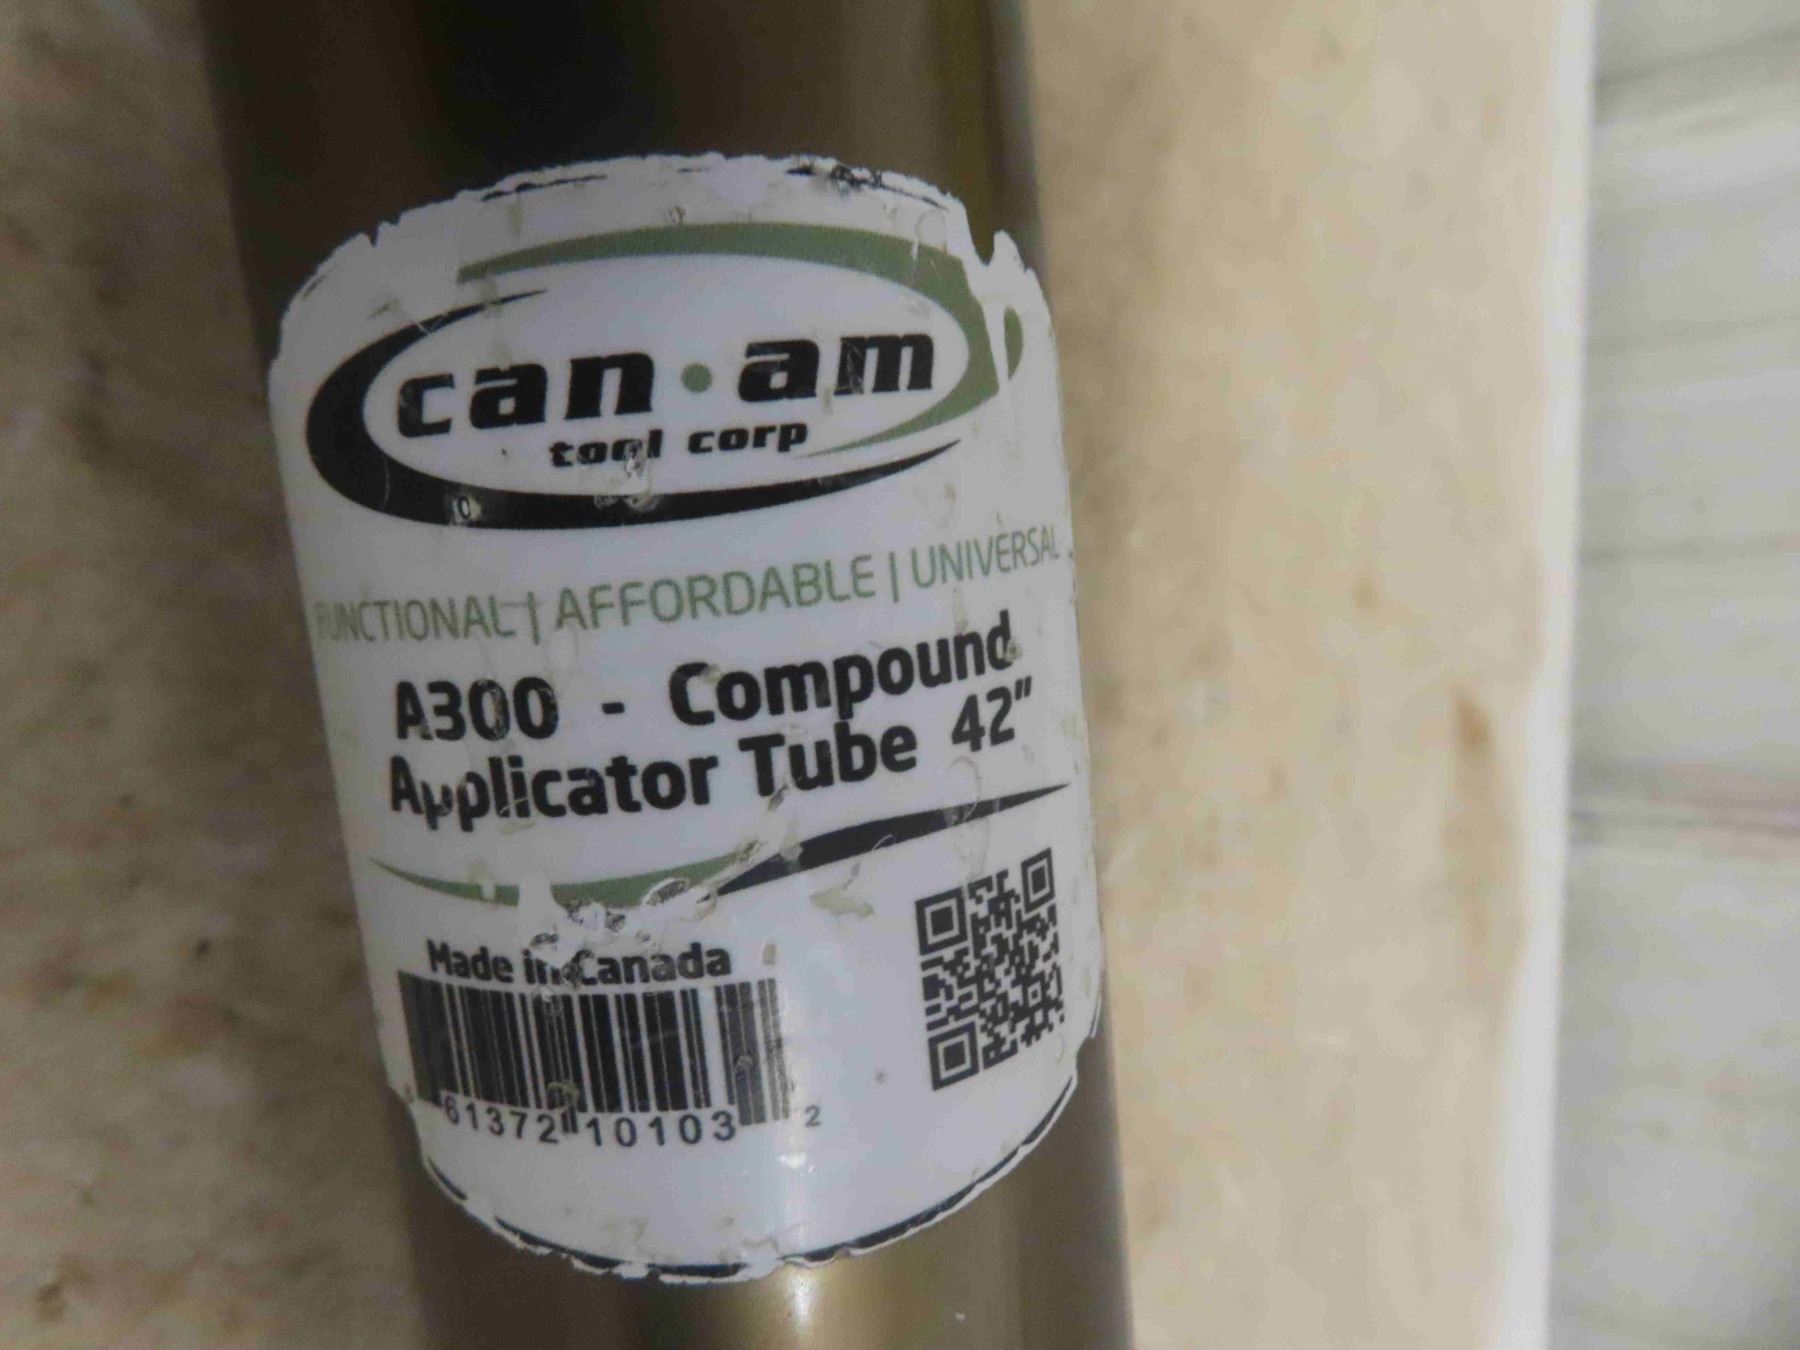 can·am
tool corp
FUNCTIONAL | AFFORDABLE | UNIVERSAL
A300 - Compound
Applicator Tube 42"
Made in Canada
61372 10103 2